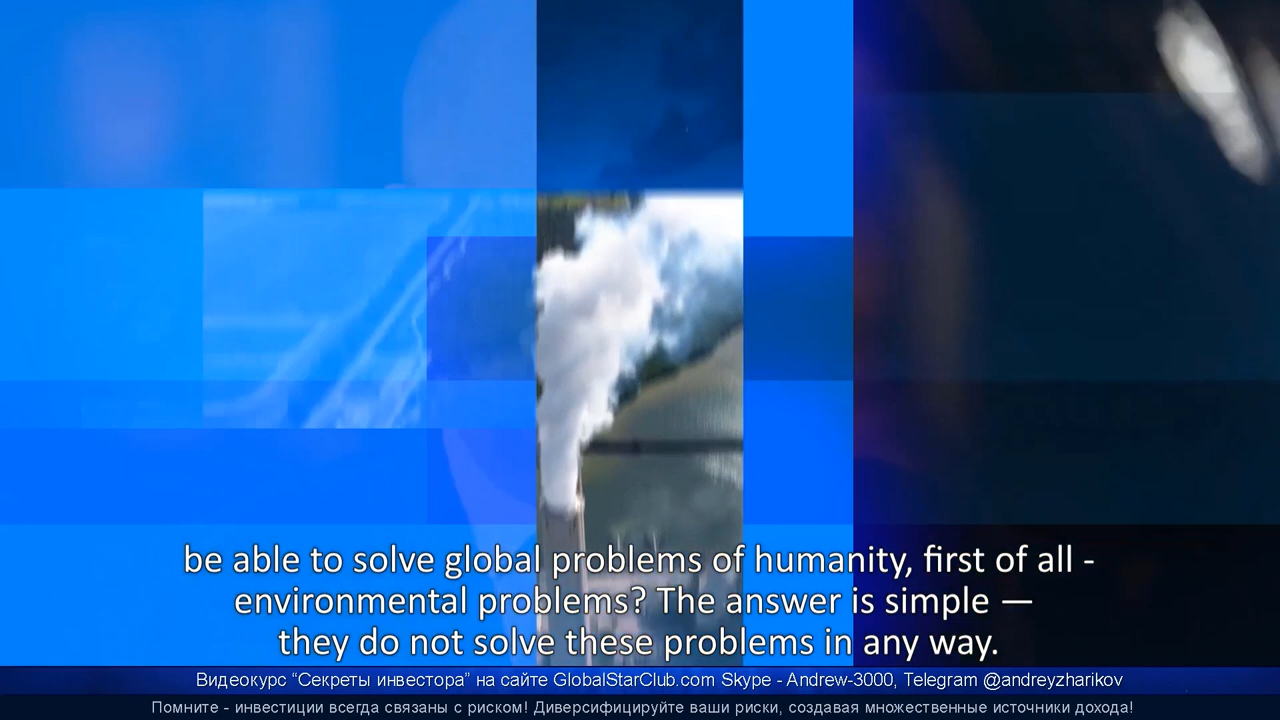 be able to solve global problems of humanity, first of all -
environmental problems? The answer is simple —
they do not solve these problems in any way.
Видеокурс “Секреты инвестора” на сайте GlobalStarClub.com Skype - Andrew-3000, Telegram @andreyzharikov
Помните - инвестиции всегда связаны с риском! Диверсифицируйте ваши риски, создавая множественные источники дохода!